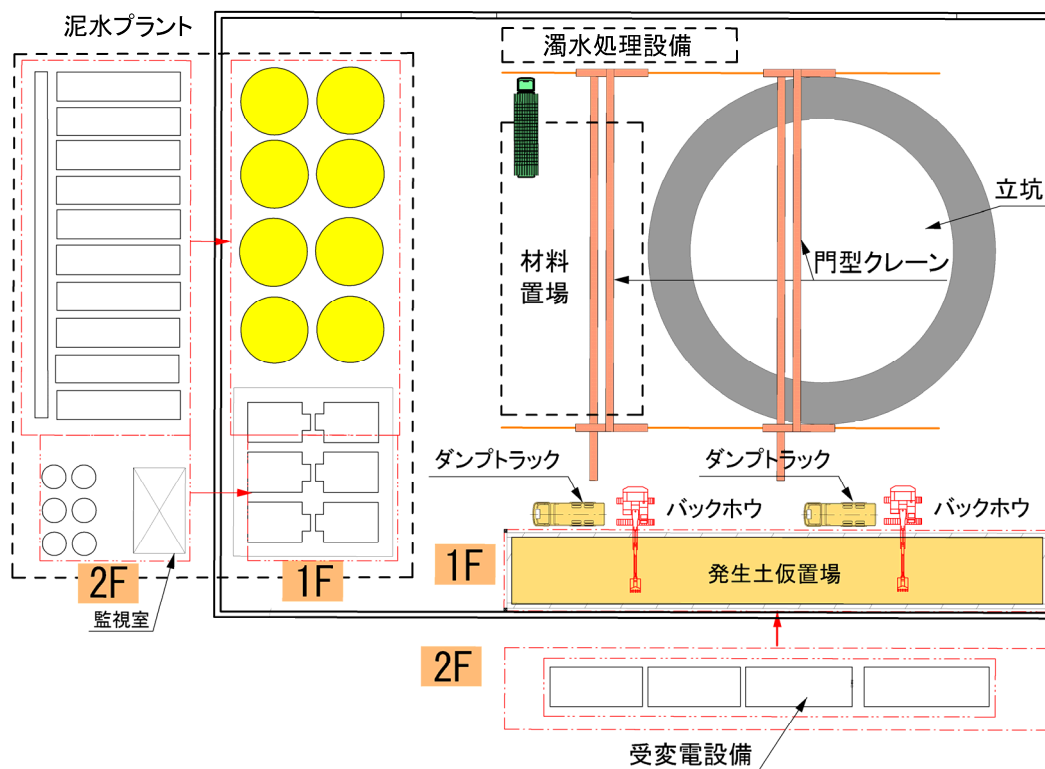 泥水プラント
濁水処理設備
立坑
材料
置場
門型クレーン
ダンプトラック
ダンプトラック
バックホウ
バックホウ
1F
発生土仮置場
2F
1F
監視室
2F
受変電設備